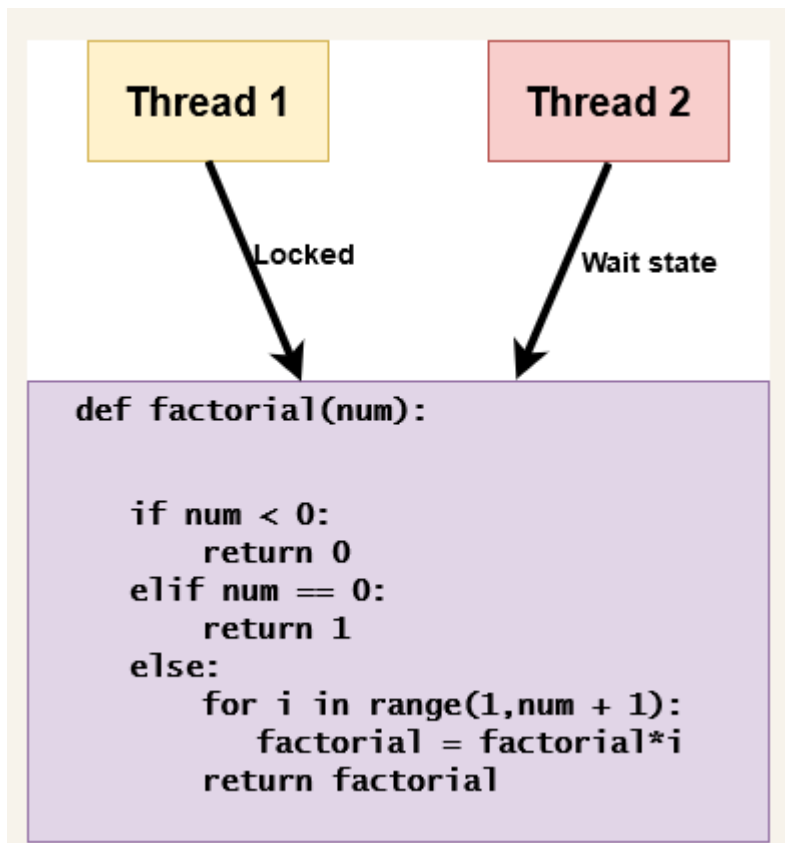 Thread 1
Thread 2
Locked
Wait state
def factorial(num):
if num < 0:
return 0
elif num == 0:
return 1
else:
for i in range(1,num + 1):
factorial = factorial*i
return factorial